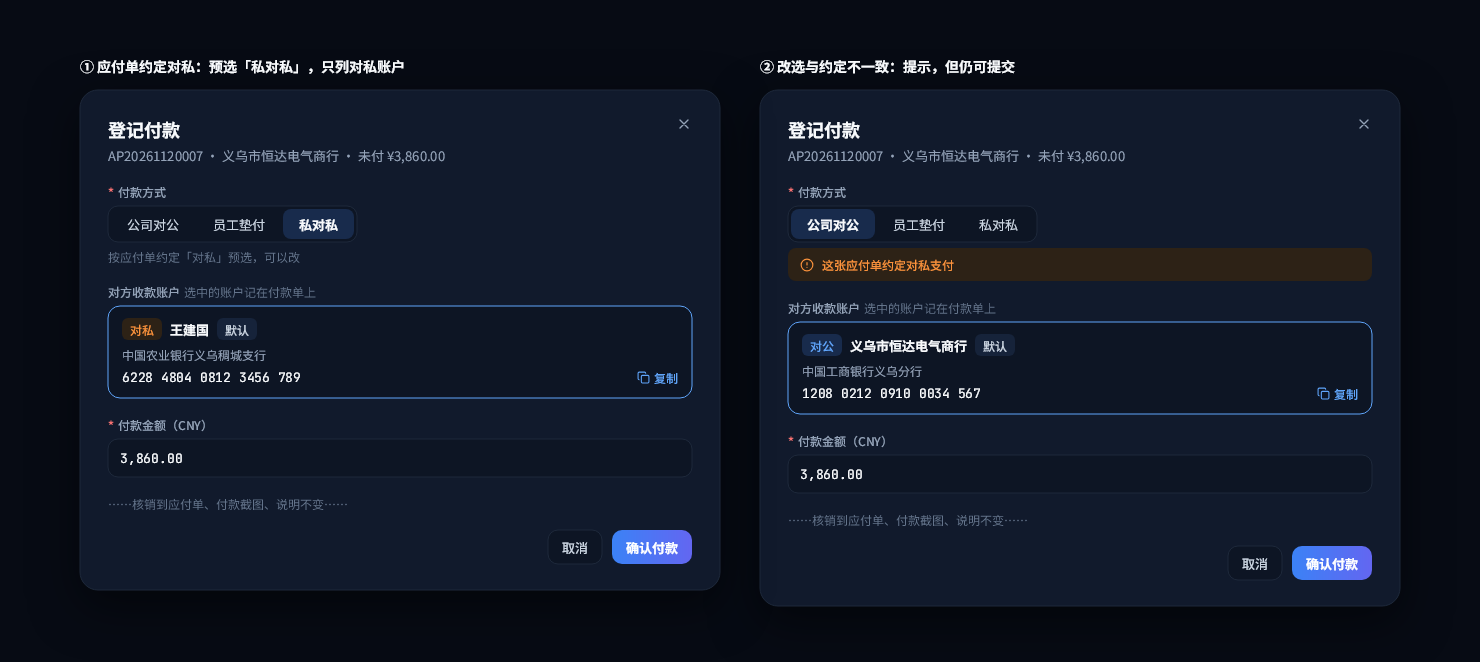 ① 应付单约定对私：预选「私对私」，只列对私账户
登记付款
AP20261120007 • 义乌市恒达电气商行 • 未付 ¥3,860.00
* 付款方式
公司对公 员工垫付 私对私
按应付单约定「对私」预选，可以改
对方收款账户 选中的账户记在付款单上
对私 王建国 默认
中国农业银行义乌稠城支行
6228 4804 0812 3456 789 复制
* 付款金额（CNY）
3,860.00
……核销到应付单、付款截图、说明不变……
取消 确认付款
② 改选与约定不一致：提示，但仍可提交
登记付款
AP20261120007 • 义乌市恒达电气商行 • 未付 ¥3,860.00
* 付款方式
公司对公 员工垫付 私对私
这张应付单约定对私支付
对方收款账户 选中的账户记在付款单上
对公 义乌市恒达电气商行 默认
中国工商银行义乌分行
1208 0212 0910 0034 567 复制
* 付款金额（CNY）
3,860.00
……核销到应付单、付款截图、说明不变……
取消 确认付款